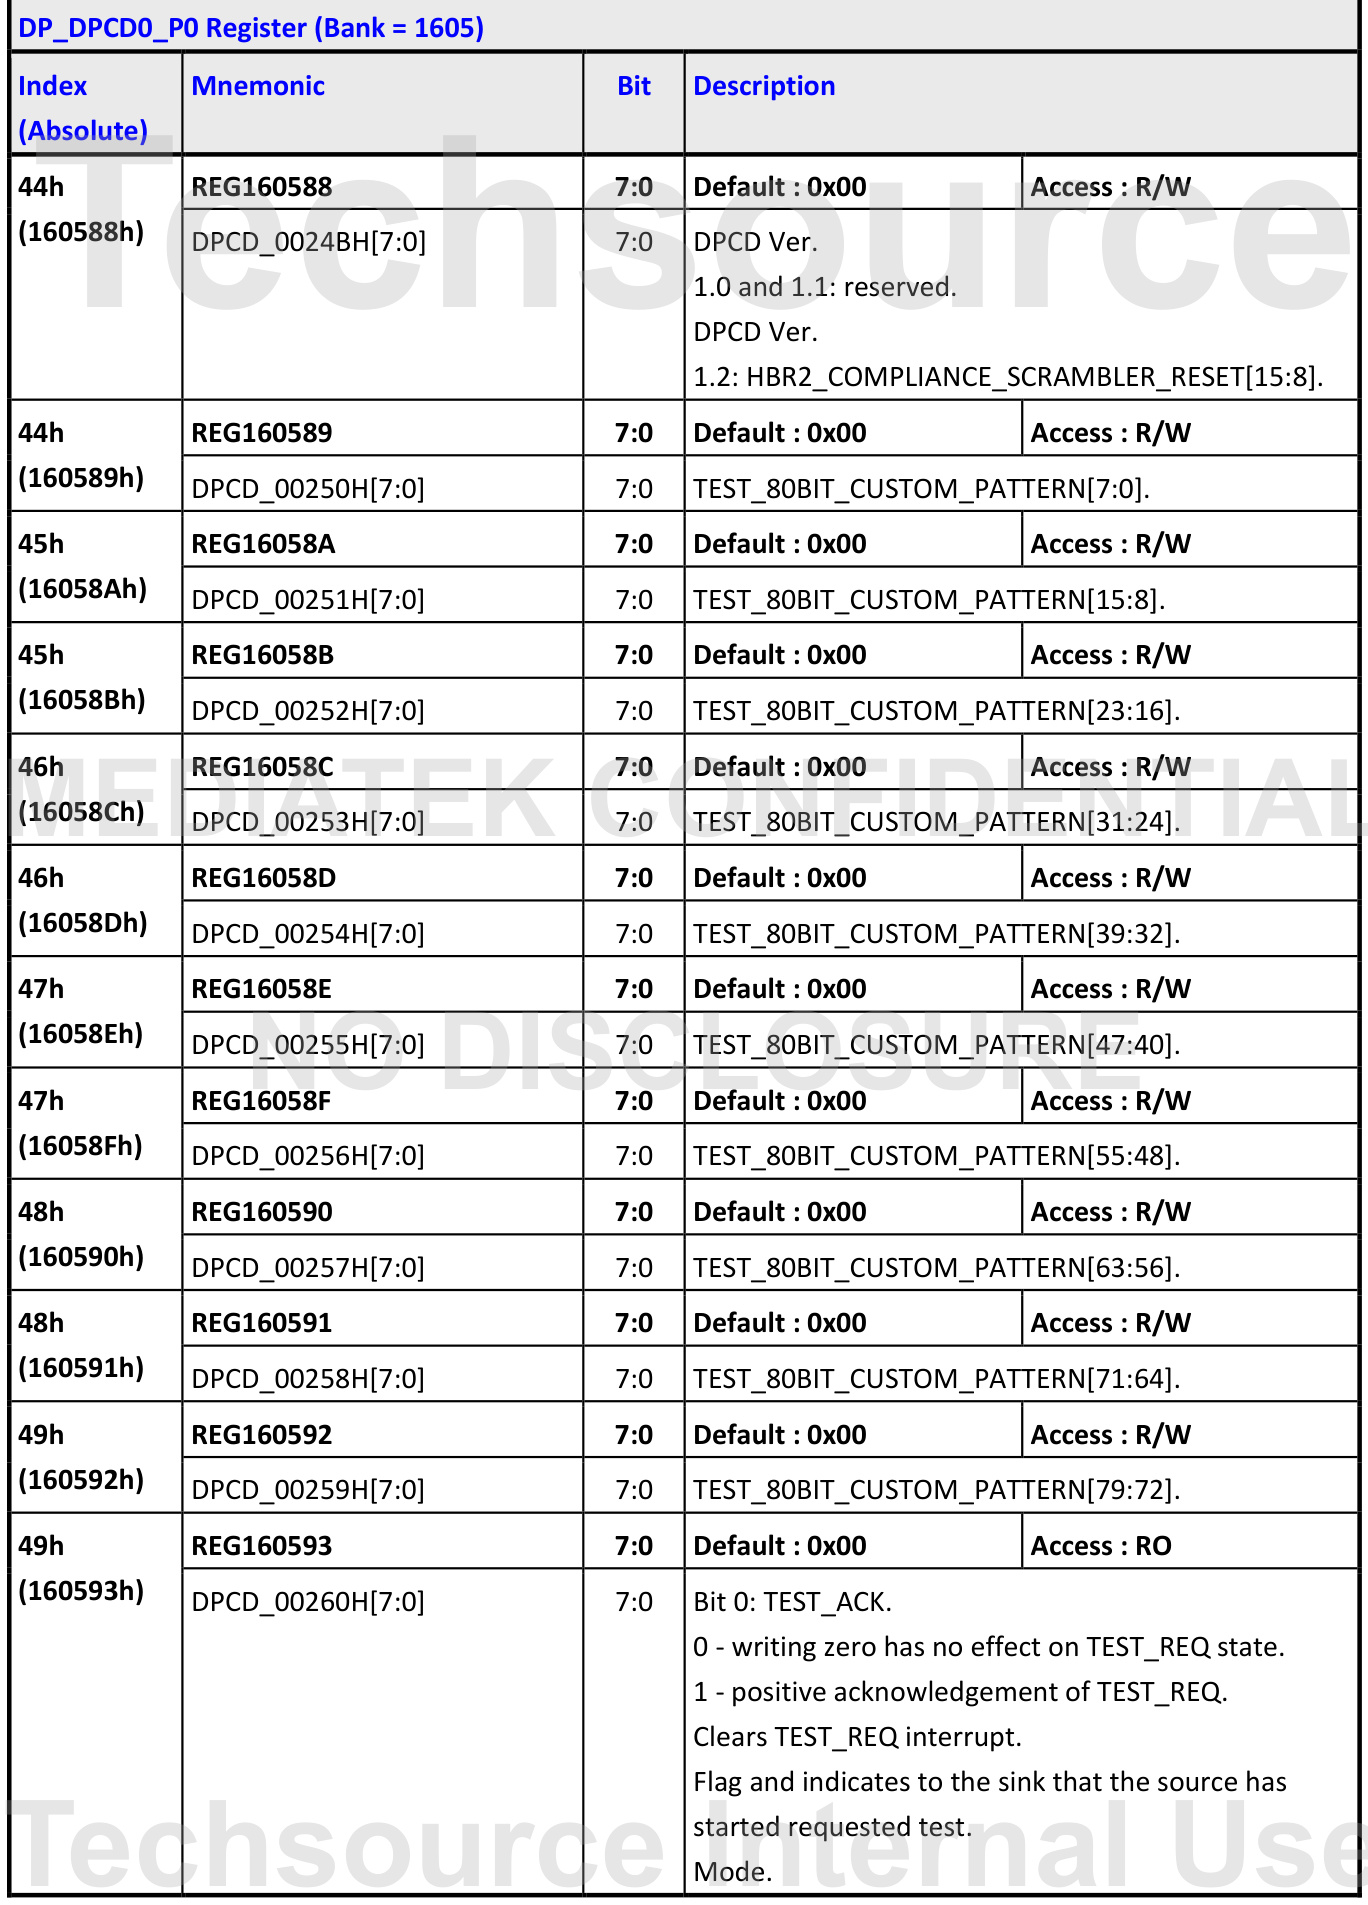 DP_DPCD0_P0 Register (Bank = 1605)
Index (Absolute) Mnemonic Bit Description
44h (160588h) REG160588 7:0 Default : 0x00 Access : R/W
DPCD_0024BH[7:0] 7:0 DPCD Ver.
1.0 and 1.1: reserved.
DPCD Ver.
1.2: HBR2_COMPLIANCE_SCRAMBLER_RESET[15:8].
44h (160589h) REG160589 7:0 Default : 0x00 Access : R/W
DPCD_00250H[7:0] 7:0 TEST_80BIT_CUSTOM_PATTERN[7:0].
45h (16058Ah) REG16058A 7:0 Default : 0x00 Access : R/W
DPCD_00251H[7:0] 7:0 TEST_80BIT_CUSTOM_PATTERN[15:8].
45h (16058Bh) REG16058B 7:0 Default : 0x00 Access : R/W
DPCD_00252H[7:0] 7:0 TEST_80BIT_CUSTOM_PATTERN[23:16].
46h (16058Ch) REG16058C 7:0 Default : 0x00 Access : R/W
DPCD_00253H[7:0] 7:0 TEST_80BIT_CUSTOM_PATTERN[31:24].
46h (16058Dh) REG16058D 7:0 Default : 0x00 Access : R/W
DPCD_00254H[7:0] 7:0 TEST_80BIT_CUSTOM_PATTERN[39:32].
47h (16058Eh) REG16058E 7:0 Default : 0x00 Access : R/W
DPCD_00255H[7:0] 7:0 TEST_80BIT_CUSTOM_PATTERN[47:40].
47h (16058Fh) REG16058F 7:0 Default : 0x00 Access : R/W
DPCD_00256H[7:0] 7:0 TEST_80BIT_CUSTOM_PATTERN[55:48].
48h (160590h) REG160590 7:0 Default : 0x00 Access : R/W
DPCD_00257H[7:0] 7:0 TEST_80BIT_CUSTOM_PATTERN[63:56].
48h (160591h) REG160591 7:0 Default : 0x00 Access : R/W
DPCD_00258H[7:0] 7:0 TEST_80BIT_CUSTOM_PATTERN[71:64].
49h (160592h) REG160592 7:0 Default : 0x00 Access : R/W
DPCD_00259H[7:0] 7:0 TEST_80BIT_CUSTOM_PATTERN[79:72].
49h (160593h) REG160593 7:0 Default : 0x00 Access : RO
DPCD_00260H[7:0] 7:0 Bit 0: TEST_ACK.
0 - writing zero has no effect on TEST_REQ state.
1 - positive acknowledgement of TEST_REQ.
Clears TEST_REQ interrupt.
Flag and indicates to the sink that the source has
started requested test.
Mode.
Techsource
MEDIATEK CONFIDENTIAL
NO DISCLOSURE
Techsource Internal Use